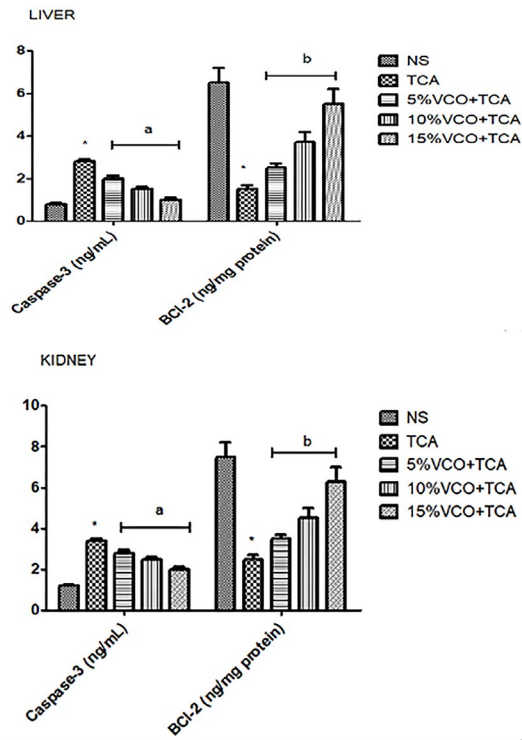 LIVER
8
6
4
2
0
*
a
*
b
NS
TCA
5%VCO+TCA
10%VCO+TCA
15%VCO+TCA
Caspase-3 (ng/mL)
BCl-2 (ng/mg protein)
KIDNEY
10
8
6
4
2
0
*
a
*
b
NS
TCA
5%VCO+TCA
10%VCO+TCA
15%VCO+TCA
Caspase-3 (ng/mL)
BCl-2 (ng/mg protein)